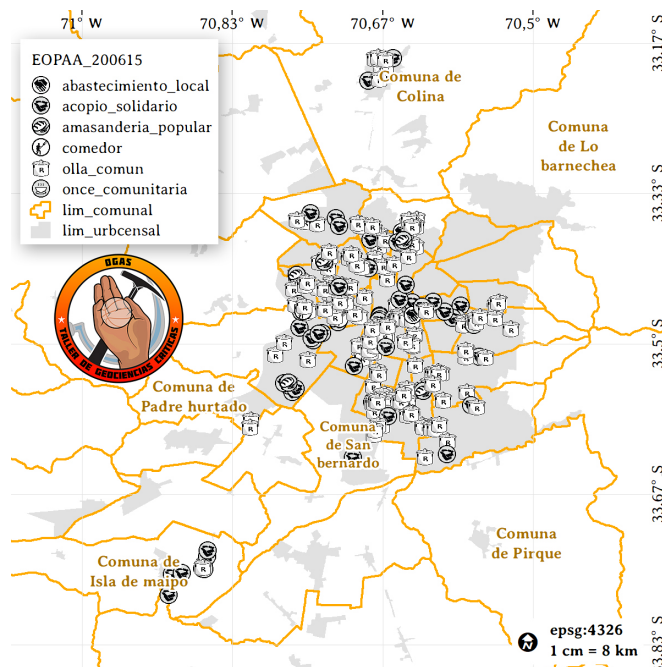 71° W
70,83° W
70,67° W
70,5° W
33,17° S
33,33° S
33,5° S
33,67° S
33,83° S
EOPAA_200615
abastecimiento_local
acopio_solidario
amasanderia_popular
comedor
olla_comun
once_comunitaria
lim_comunal
lim_urbcensal
Comuna de
Colina
Comuna
de Lo
barnechea
OGAS
TALLER DE GEOCIENCIAS CRÍTICAS
Comuna de
Padre hurtado
Comuna
de San
bernardo
Comuna de
Isla de maipo
Comuna
de Pirque
epsg:4326
1 cm = 8 km